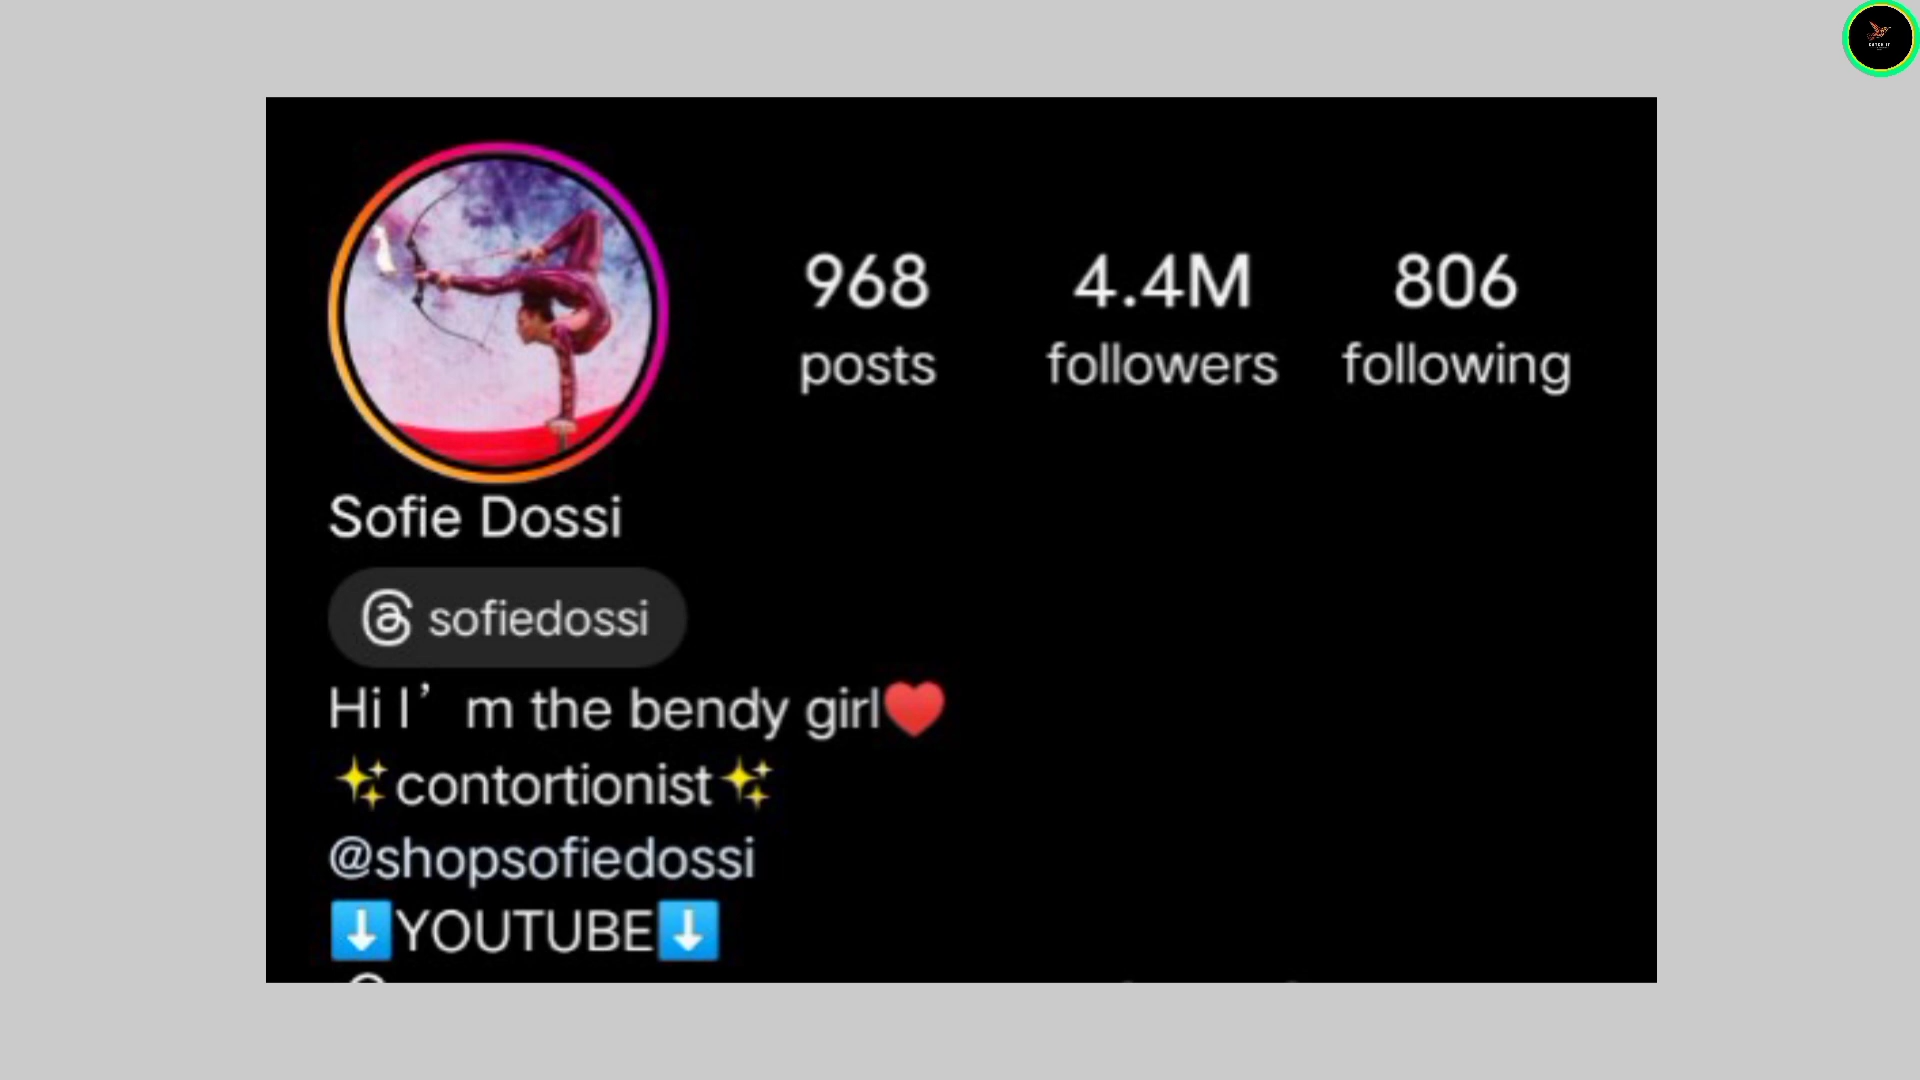 968 4.4M 806
posts followers following
Sofie Dossi
sofiedossi
Hi I’m the bendy girl❤️
✨contortionist✨
@shopsofiedossi
⬇️YOUTUBE⬇️